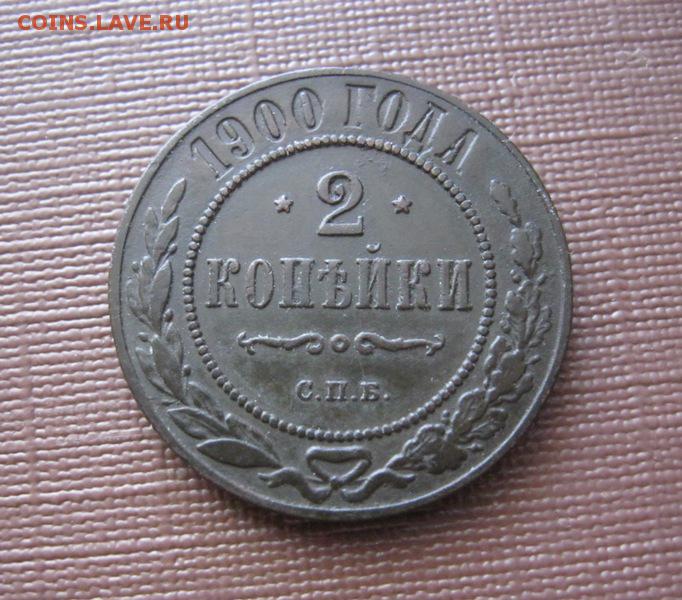 COINS.LAVE.RU
1900 ГОДА
2
КОПѢЙКИ
С.П.Б.